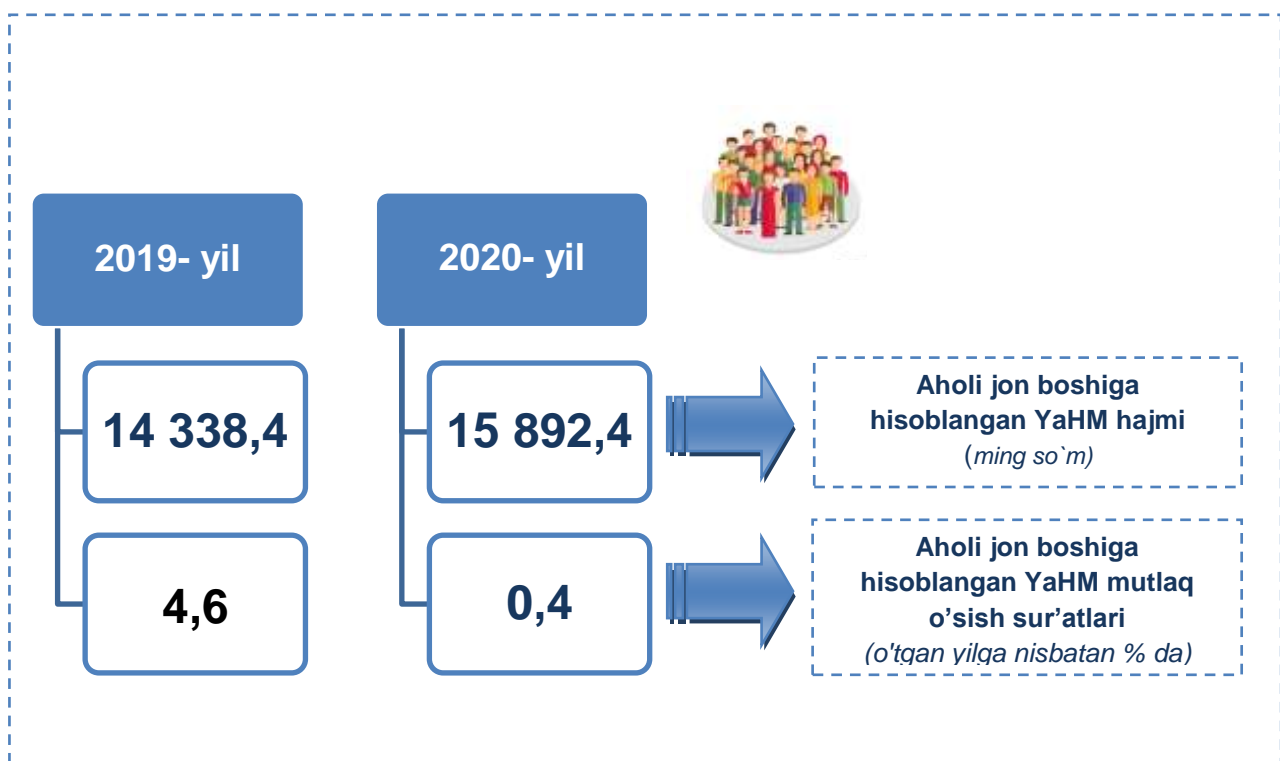 2019- yil
2020- yil
14 338,4
15 892,4
Aholi jon boshiga
hisoblangan YaHM hajmi
(ming so`m)
4,6
0,4
Aholi jon boshiga
hisoblangan YaHM mutlaq
o’sish sur’atlari
(o'tgan yilga nisbatan % da)